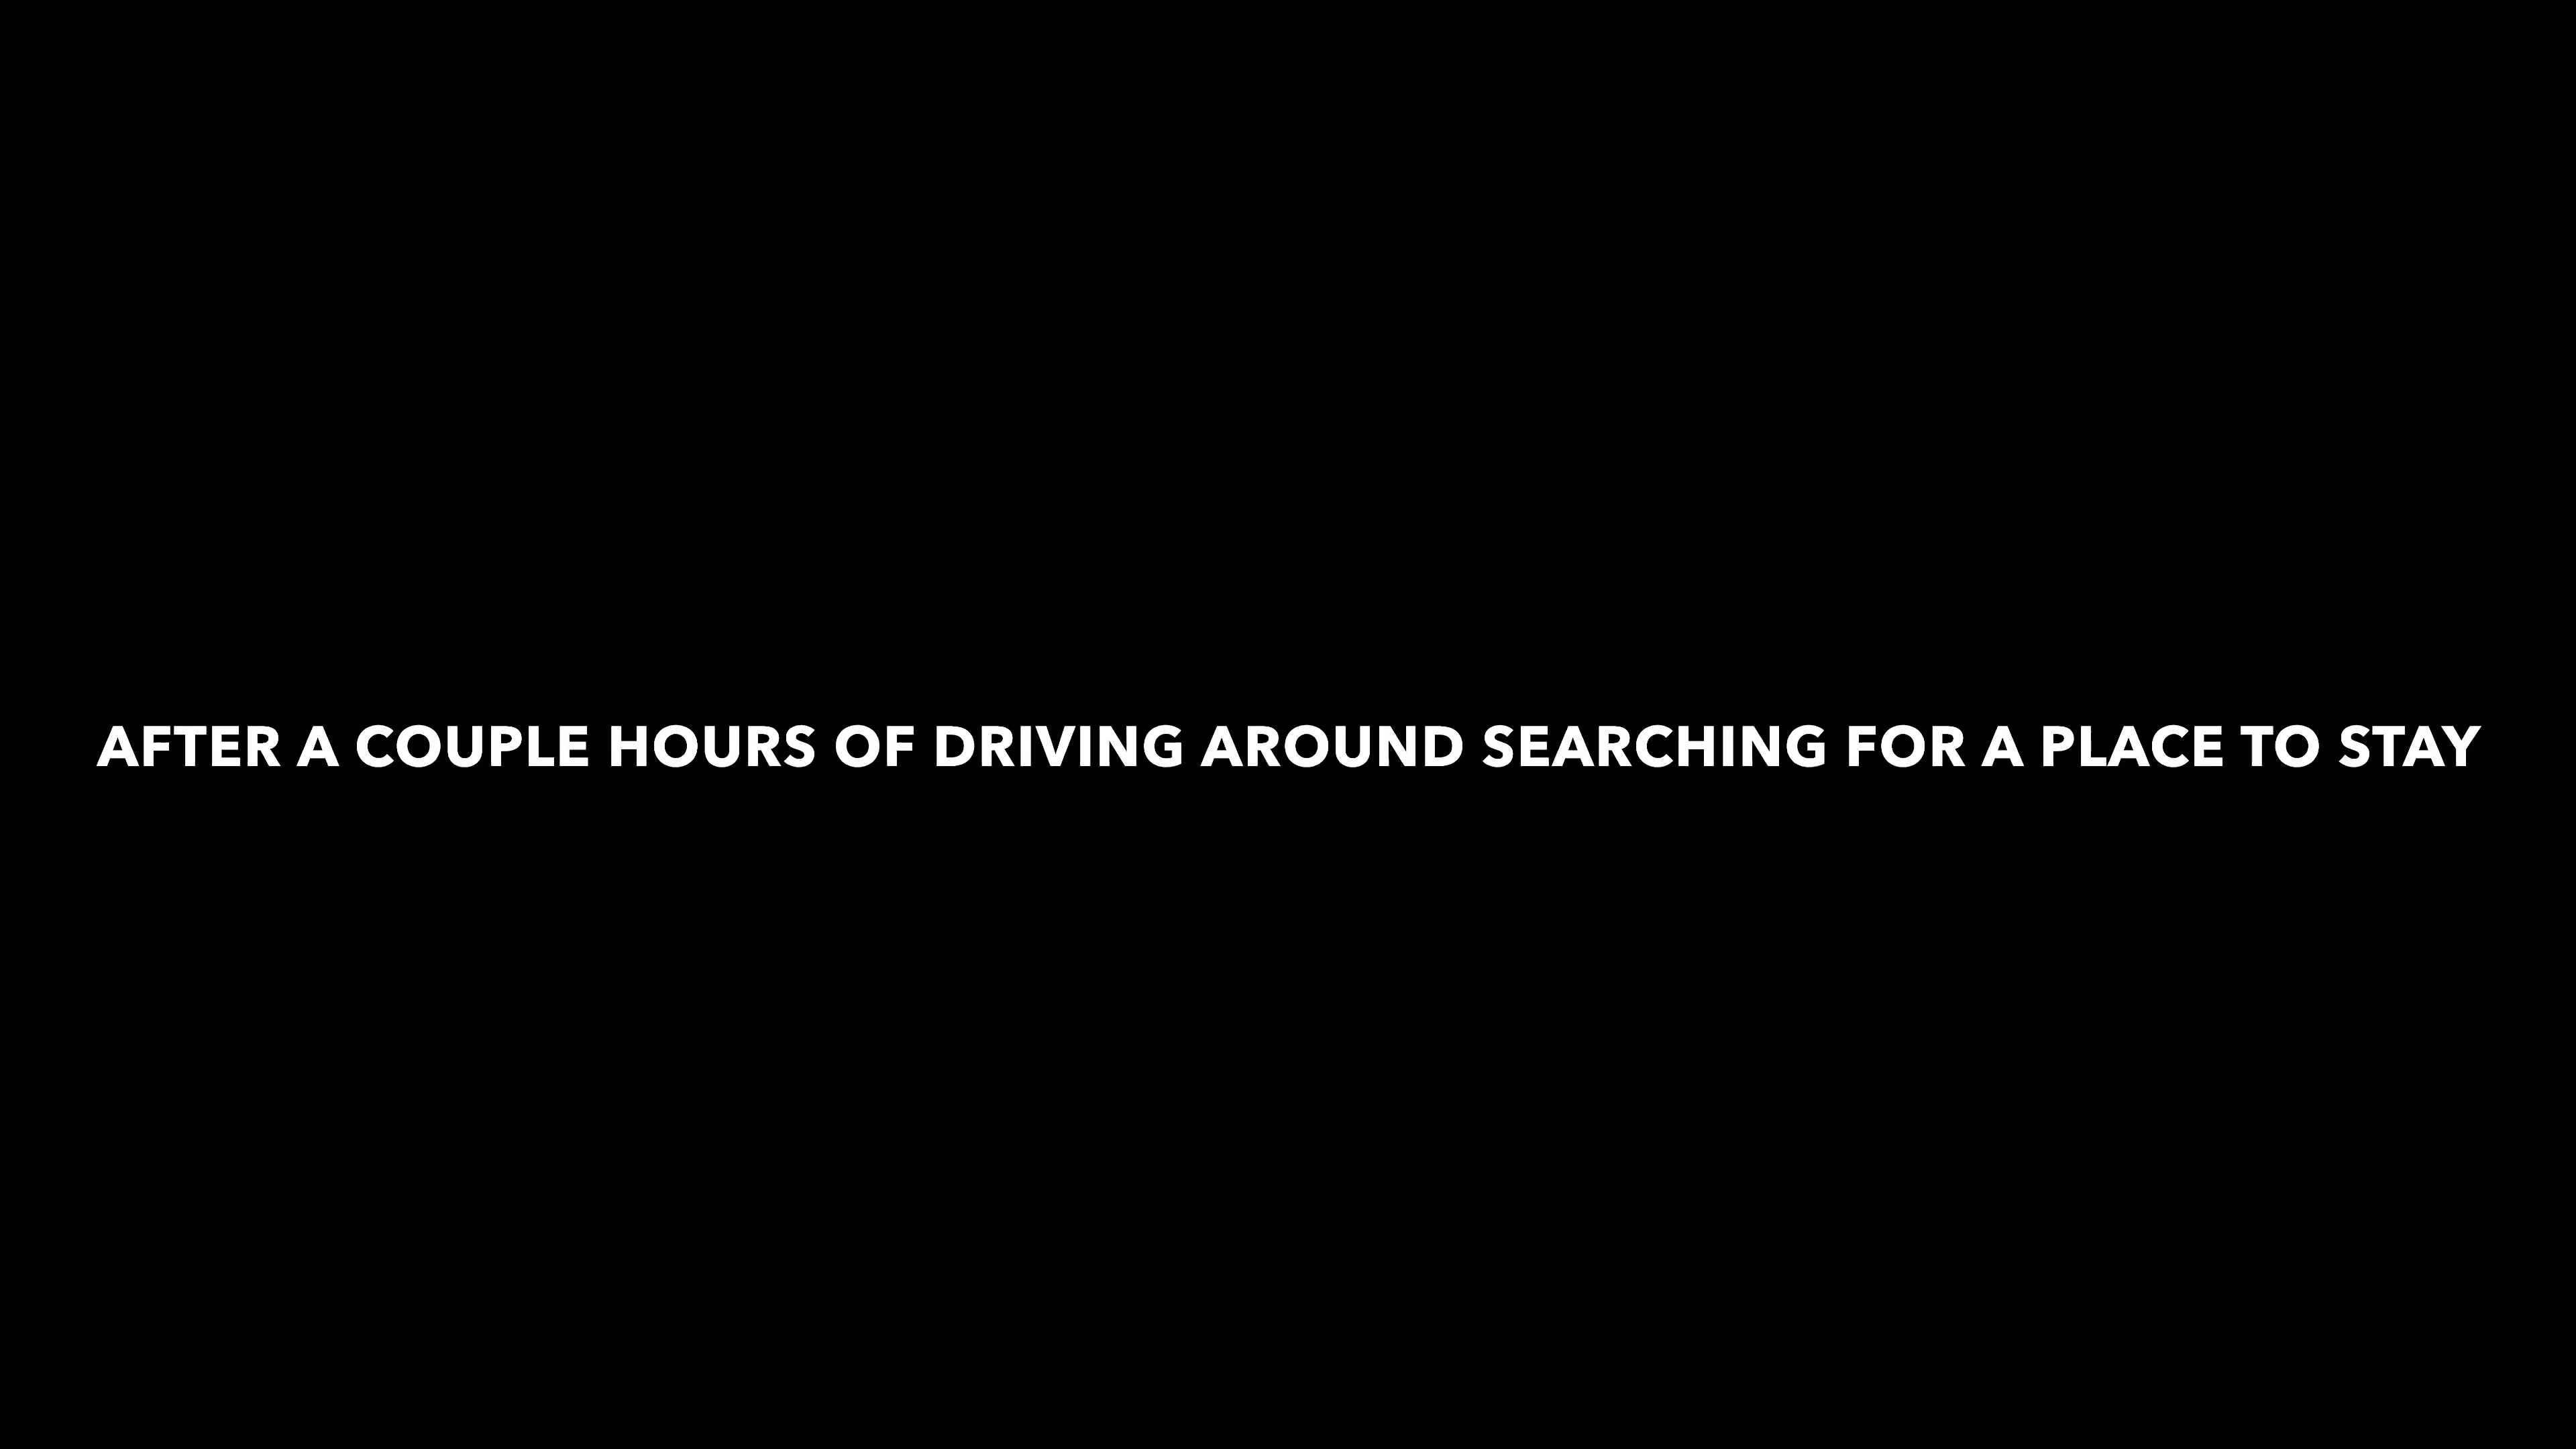 AFTER A COUPLE HOURS OF DRIVING AROUND SEARCHING FOR A PLACE TO STAY